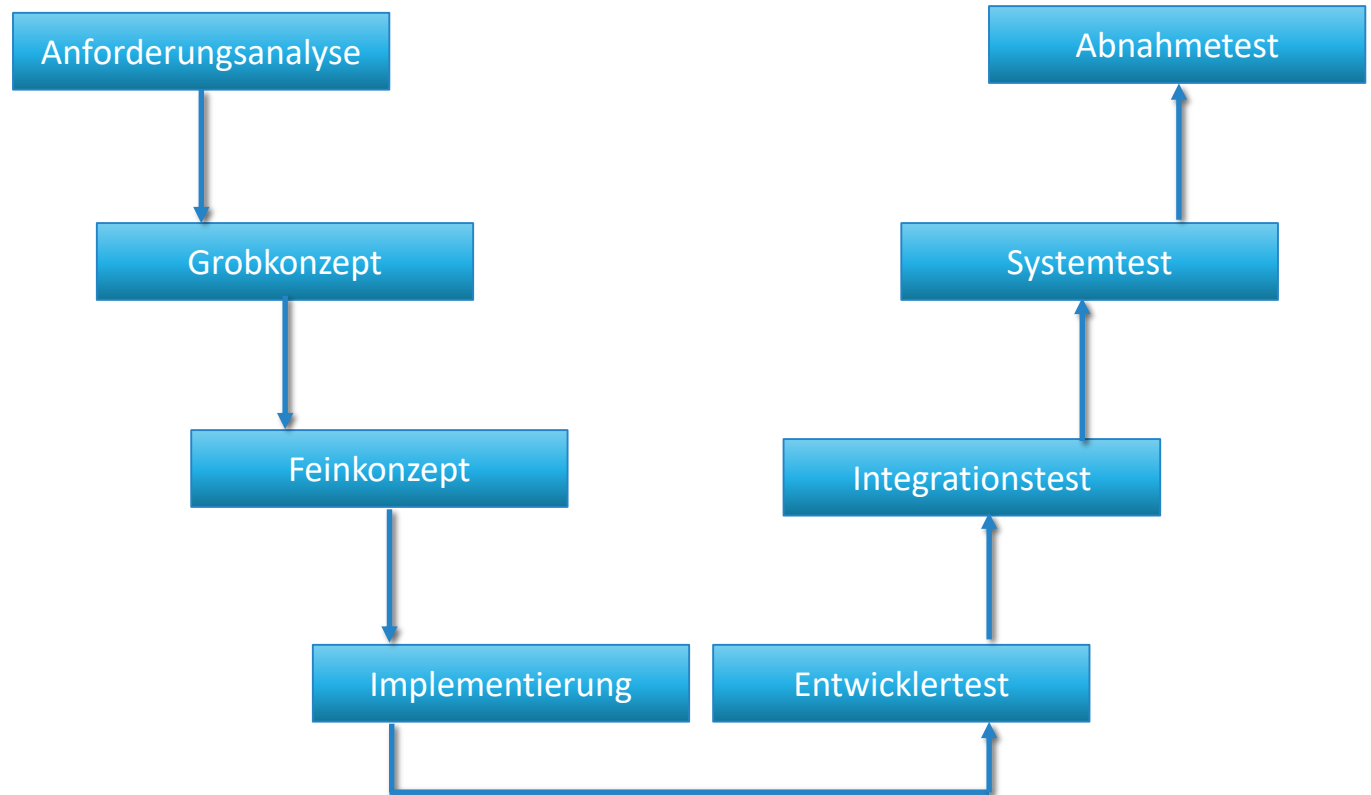 Anforderungsanalyse
Abnahmetest
Grobkonzept
Systemtest
Feinkonzept
Integrationstest
Implementierung
Entwicklertest